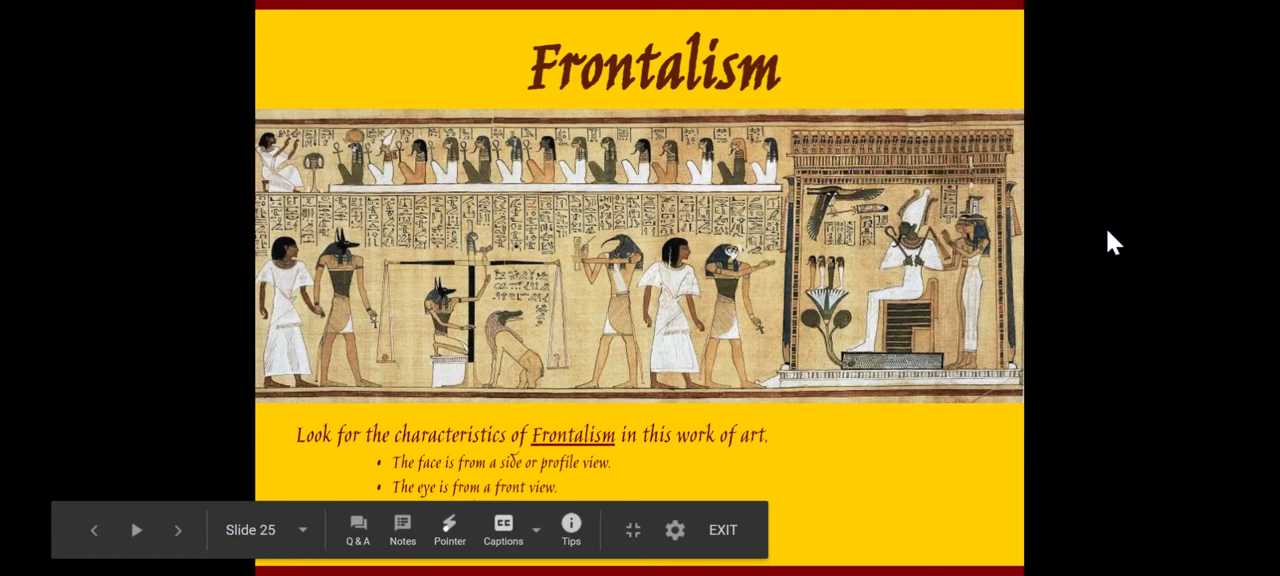 Frontalism
Look for the characteristics of Frontalism in this work of art.
• The face is from a side or profile view.
• The eye is from a front view.
Slide 25
Q & A
Notes
Pointer
CC
Captions
Tips
EXIT